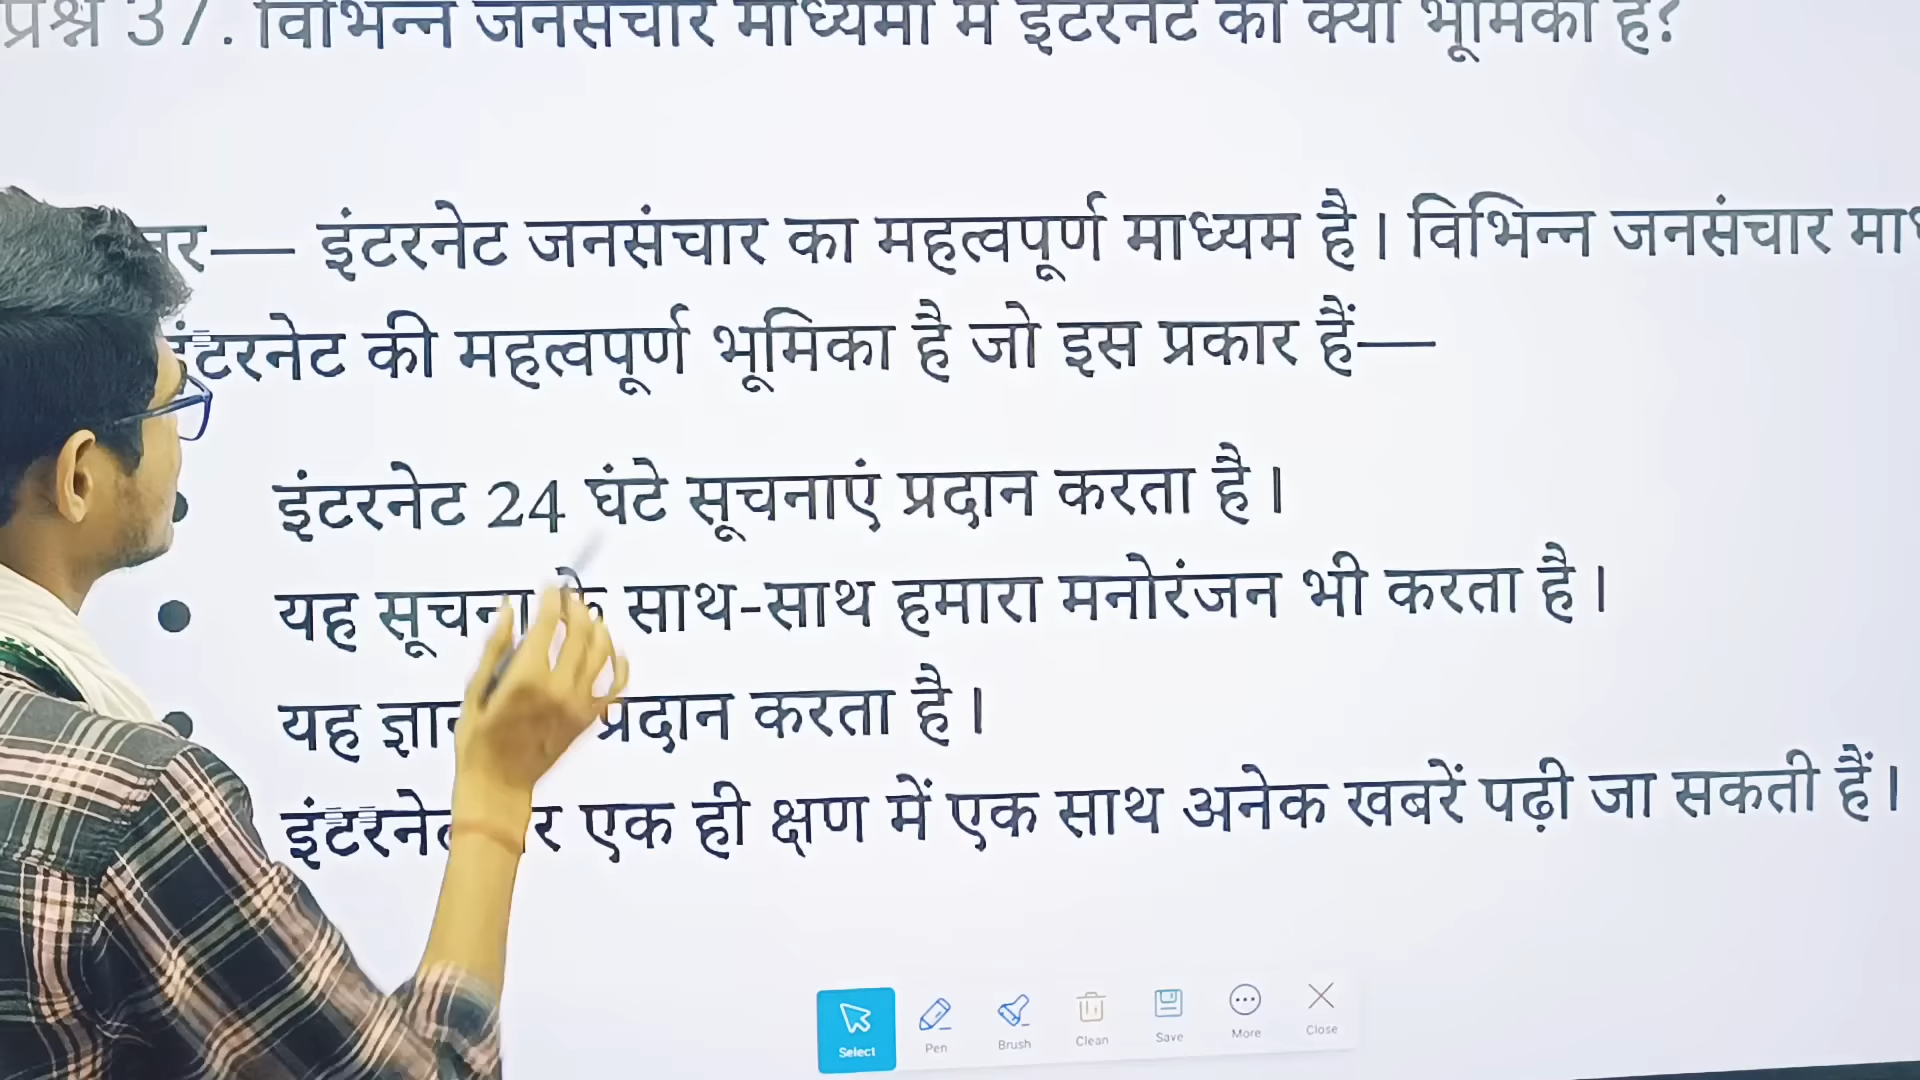 प्रश्न 37. विभिन्न जनसंचार माध्यमों में इंटरनेट की क्या भूमिका है?
इंटरनेट जनसंचार का महत्वपूर्ण माध्यम है। विभिन्न जनसंचार
इंटरनेट की महत्वपूर्ण भूमिका है जो इस प्रकार हैं—
इंटरनेट 24 घंटे सूचनाएं प्रदान करता है।
• यह सूचना के साथ-साथ हमारा मनोरंजन भी करता है।
• यह प्रदान करता है।
एक ही क्षण में एक साथ अनेक खबरें पढ़ी जा सकती हैं।
Select Pen Brush Clean Save More Close